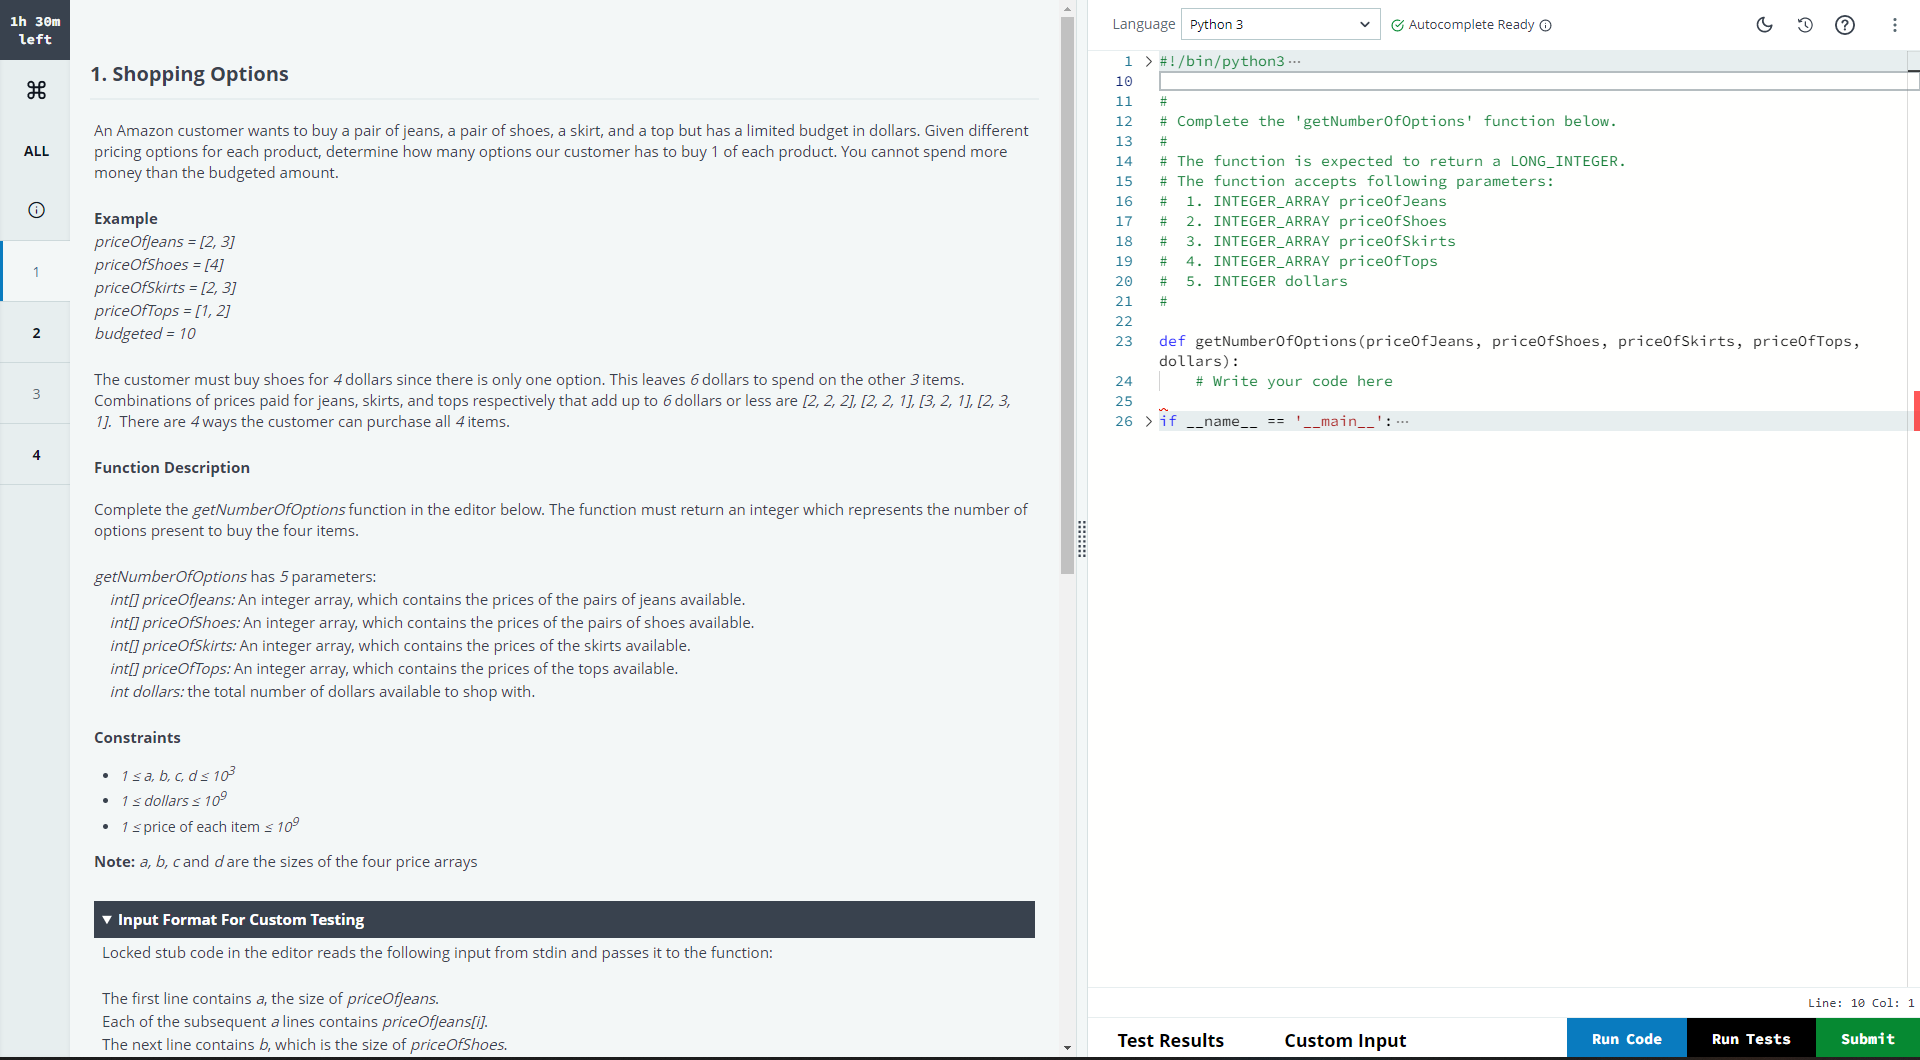 1h 30m
left
ALL
1
2
3
4
1. Shopping Options
An Amazon customer wants to buy a pair of jeans, a pair of shoes, a skirt, and a top but has a limited budget in dollars. Given different
pricing options for each product, determine how many options our customer has to buy 1 of each product. You cannot spend more
money than the budgeted amount.
Example
priceOfJeans = [2, 3]
priceOfShoes = [4]
priceOfSkirts = [2, 3]
priceOfTops = [1, 2]
budgeted = 10
The customer must buy shoes for 4 dollars since there is only one option. This leaves 6 dollars to spend on the other 3 items.
Combinations of prices paid for jeans, skirts, and tops respectively that add up to 6 dollars or less are [2, 2, 2], [2, 2, 1], [3, 2, 1], [2, 3,
1]. There are 4 ways the customer can purchase all 4 items.
Function Description
Complete the getNumberOfOptions function in the editor below. The function must return an integer which represents the number of
options present to buy the four items.
getNumberOfOptions has 5 parameters:
int[] priceOfJeans: An integer array, which contains the prices of the pairs of jeans available.
int[] priceOfShoes: An integer array, which contains the prices of the pairs of shoes available.
int[] priceOfSkirts: An integer array, which contains the prices of the skirts available.
int[] priceOfTops: An integer array, which contains the prices of the tops available.
int dollars: the total number of dollars available to shop with.
Constraints
• 1 ≤ a, b, c, d ≤ 10³
• 1 ≤ dollars ≤ 10⁹
• 1 ≤ price of each item ≤ 10⁹
Note: a, b, c and d are the sizes of the four price arrays
▼ Input Format For Custom Testing
Locked stub code in the editor reads the following input from stdin and passes it to the function:
The first line contains a, the size of priceOfJeans.
Each of the subsequent a lines contains priceOfJeans[i].
The next line contains b, which is the size of priceOfShoes.
Language Python 3 Autocomplete Ready
1 > #!/bin/python3 ···
10
11 #
12 # Complete the 'getNumberOfOptions' function below.
13 #
14 # The function is expected to return a LONG_INTEGER.
15 # The function accepts following parameters:
16 #  1. INTEGER_ARRAY priceOfJeans
17 #  2. INTEGER_ARRAY priceOfShoes
18 #  3. INTEGER_ARRAY priceOfSkirts
19 #  4. INTEGER_ARRAY priceOfTops
20 #  5. INTEGER dollars
21 #
22
23 def getNumberOfOptions(priceOfJeans, priceOfShoes, priceOfSkirts, priceOfTops,
dollars):
24     # Write your code here
25
26 > if __name__ == '__main__': ···
Line: 10 Col: 1
Test Results Custom Input Run Code Run Tests Submit